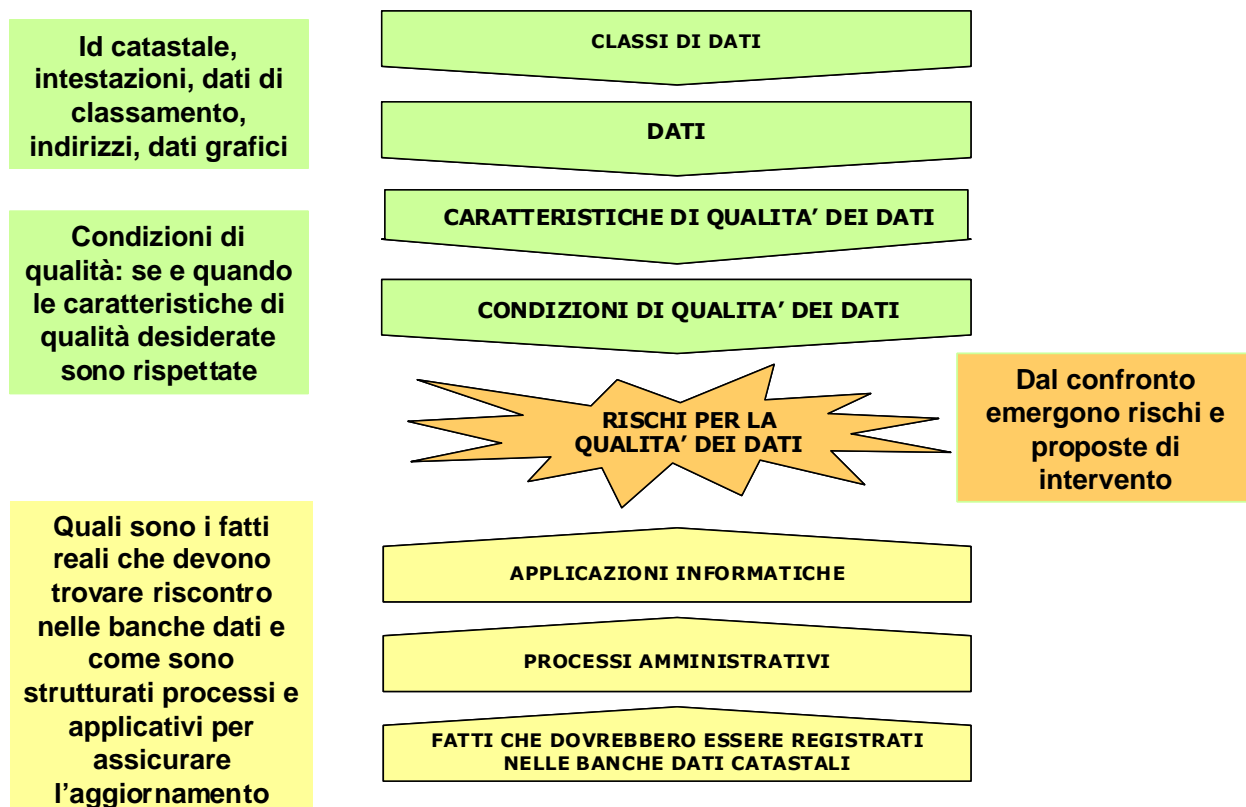 Id catastale,
intestazioni, dati di
classamento,
indirizzi, dati grafici
CLASSI DI DATI
DATI
CARATTERISTICHE DI QUALITA’ DEI DATI
Condizioni di
qualità: se e quando
le caratteristiche di
qualità desiderate
sono rispettate
CONDIZIONI DI QUALITA’ DEI DATI
RISCHI PER LA
QUALITA’ DEI DATI
Dal confronto
emergono rischi e
proposte di
intervento
Quali sono i fatti
reali che devono
trovare riscontro
nelle banche dati e
come sono
strutturati processi e
applicativi per
assicurare
l’aggiornamento
APPLICAZIONI INFORMATICHE
PROCESSI AMMINISTRATIVI
FATTI CHE DOVREBBERO ESSERE REGISTRATI
NELLE BANCHE DATI CATASTALI